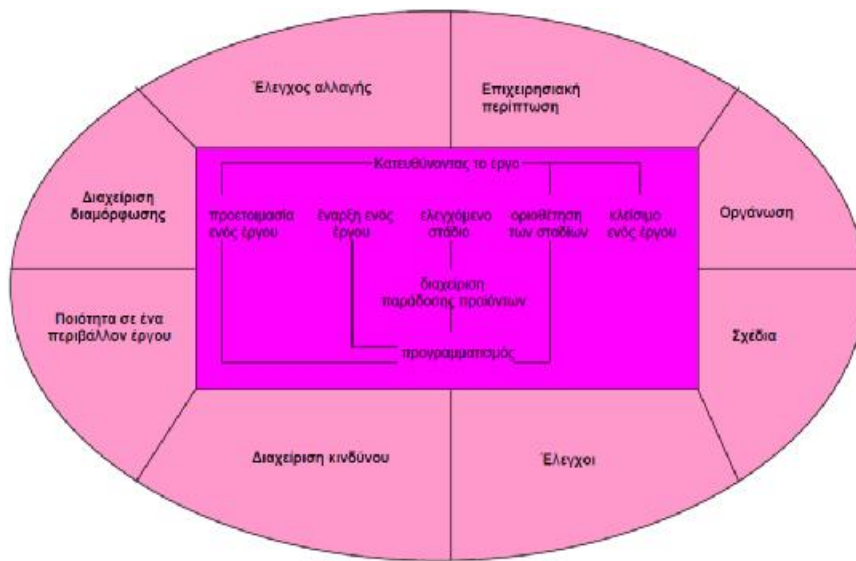 Έλεγχος αλλαγής
Επιχειρησιακή
περίπτωση
Διαχείριση
διαμόρφωσης
Κατευθύνοντας το έργο
προετοιμασία
ενός έργου
έναρξη ενός
έργου
ελεγχόμενο
στάδιο
οριοθέτηση
των σταδίων
κλείσιμο
ενός έργου
Οργάνωση
διαχείριση
παράδοσης προϊόντων
Ποιότητα σε ένα
περιβάλλον έργου
Σχέδια
προγραμματισμός
Διαχείριση κινδύνου
Έλεγχοι